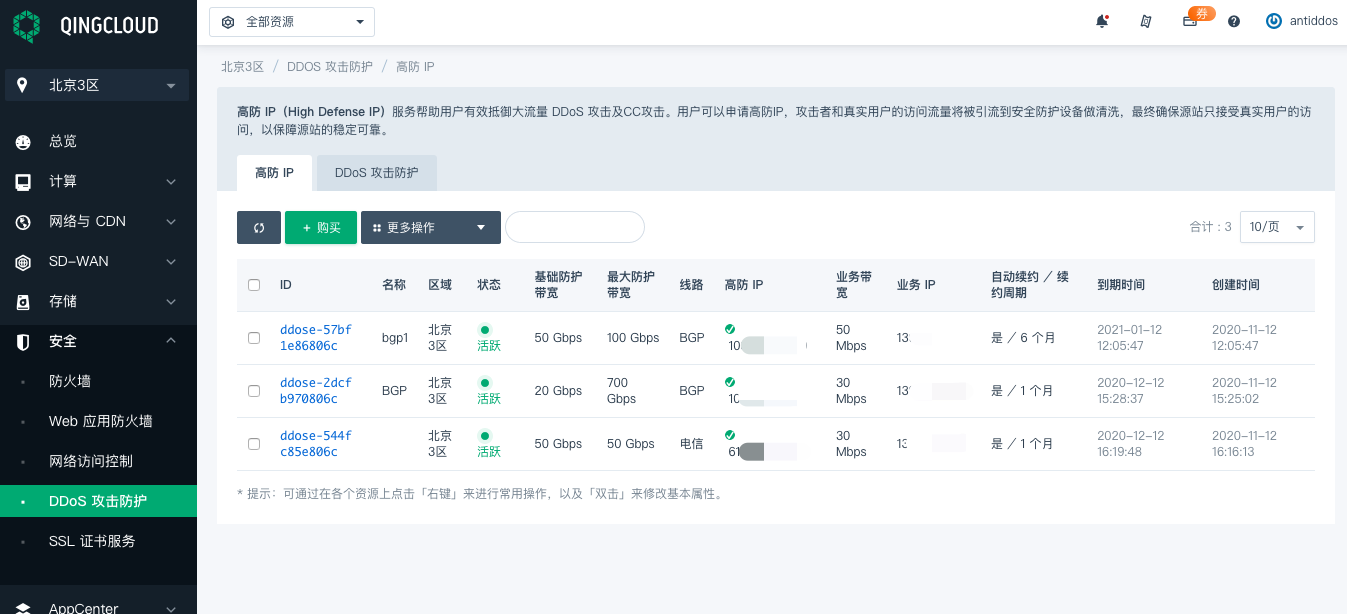 QINGCLOUD
全部资源
券
antiddos
北京3区
总览
计算
网络与 CDN
SD-WAN
存储
安全
防火墙
Web 应用防火墙
网络访问控制
DDoS 攻击防护
SSL 证书服务
AppCenter
北京3区 / DDOS 攻击防护 / 高防 IP
高防 IP（High Defense IP）服务帮助用户有效抵御大流量 DDoS 攻击及CC攻击。用户可以申请高防IP，攻击者和真实用户的访问流量将被引流到安全防护设备做清洗，最终确保源站只接受真实用户的访
问，以保障源站的稳定可靠。
高防 IP
DDoS 攻击防护
+ 购买
更多操作
合计：3
10/页
ID 名称 区域 状态 基础防护
带宽 最大防护
带宽 线路 高防 IP 业务带
宽 业务 IP 自动续约 / 续
约周期 到期时间 创建时间
ddose-57bf
1e86806c bgp1 北京
3区 活跃 50 Gbps 100 Gbps BGP 10 50
Mbps 13 是 / 6 个月 2021-01-12
12:05:47 2020-11-12
12:05:47
ddose-2dcf
b970806c BGP 北京
3区 活跃 20 Gbps 700
Gbps BGP 10 30
Mbps 13 是 / 1 个月 2020-12-12
15:28:37 2020-11-12
15:25:02
ddose-544f
c85e806c 北京
3区 活跃 50 Gbps 50 Gbps 电信 61 30
Mbps 13 是 / 1 个月 2020-12-12
16:19:48 2020-11-12
16:16:13
* 提示：可通过在各个资源上点击「右键」来进行常用操作，以及「双击」来修改基本属性。